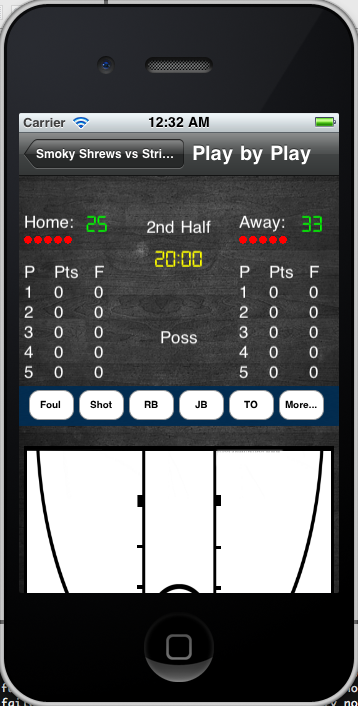 Carrier 12:32 AM
Smoky Shrews vs Stri... Play by Play
Home: 25 2nd Half Away: 33
20:00
P Pts F P Pts F
1 0 0 1 0 0
2 0 0 2 0 0
3 0 0 Poss 3 0 0
4 0 0 4 0 0
5 0 0 5 0 0
Foul Shot RB JB TO More...